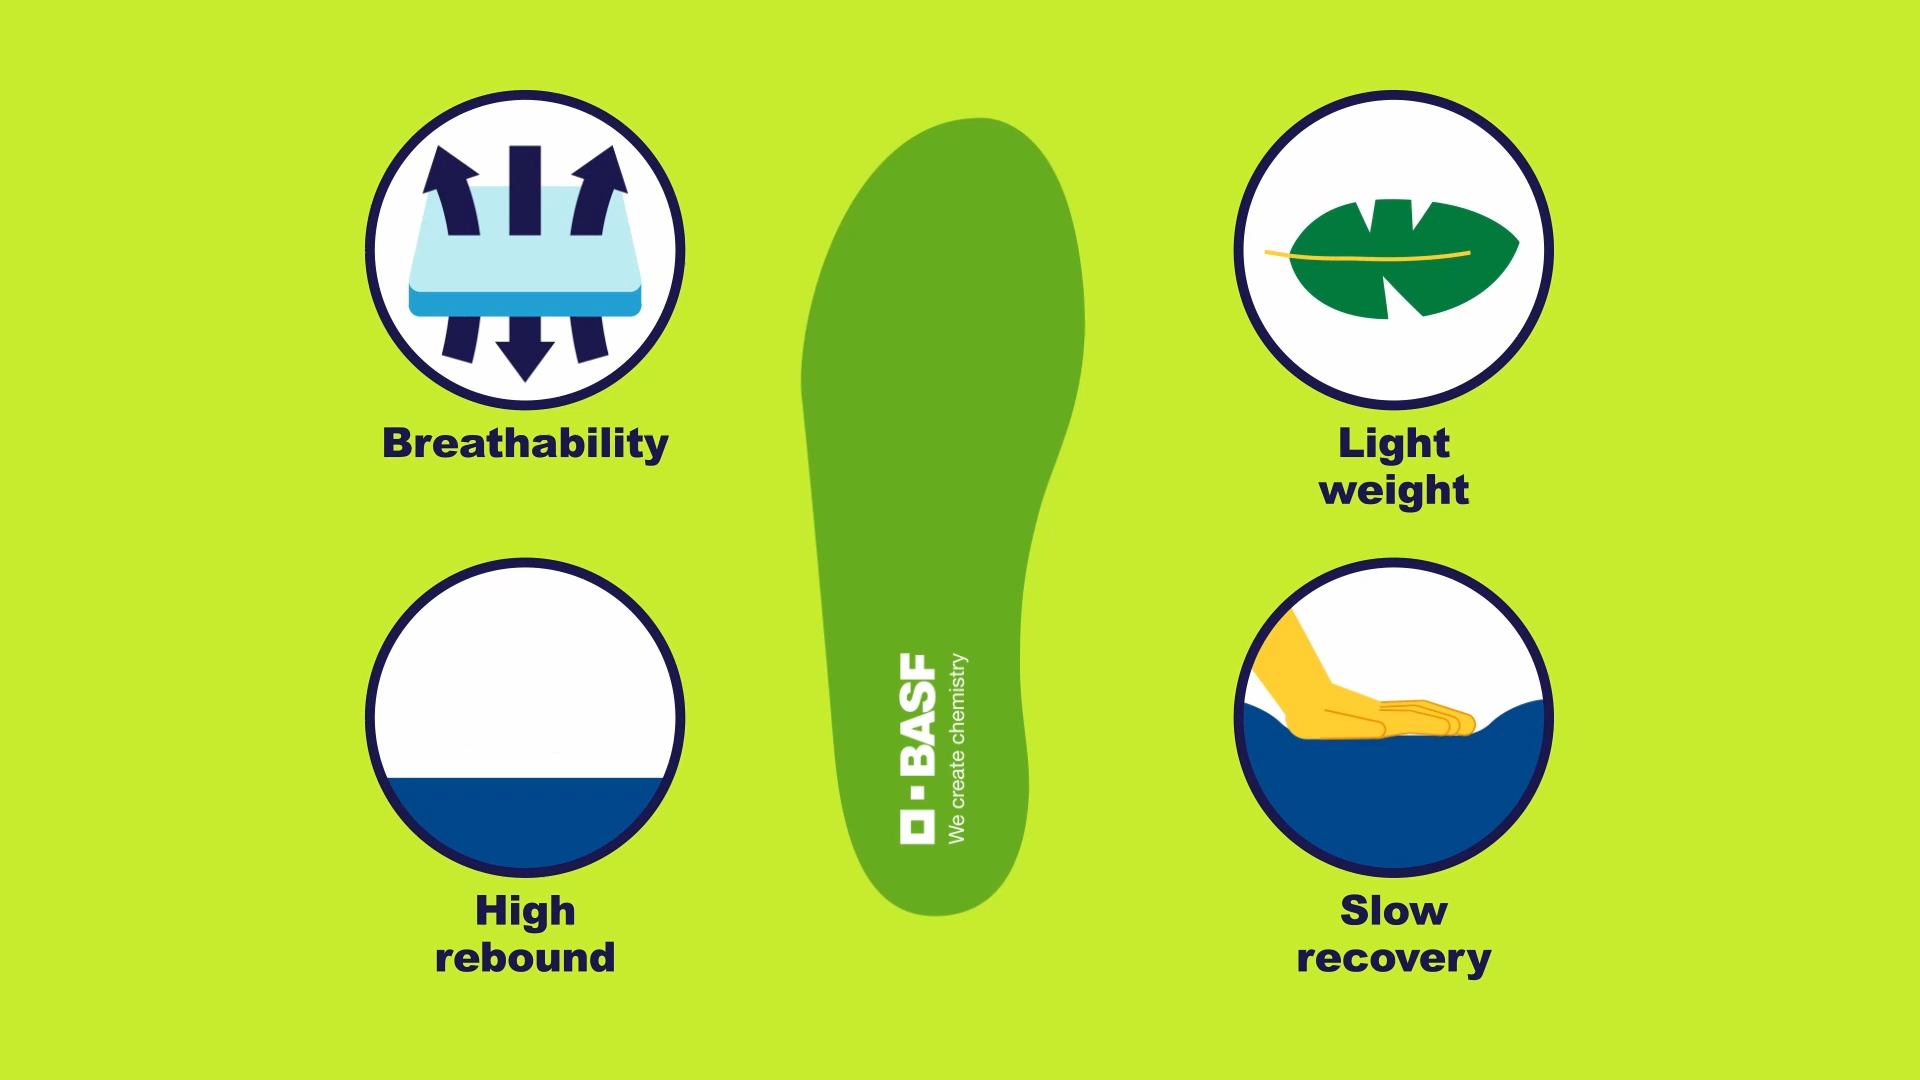 Breathability
Light
weight
BASF
We create chemistry
High
rebound
Slow
recovery